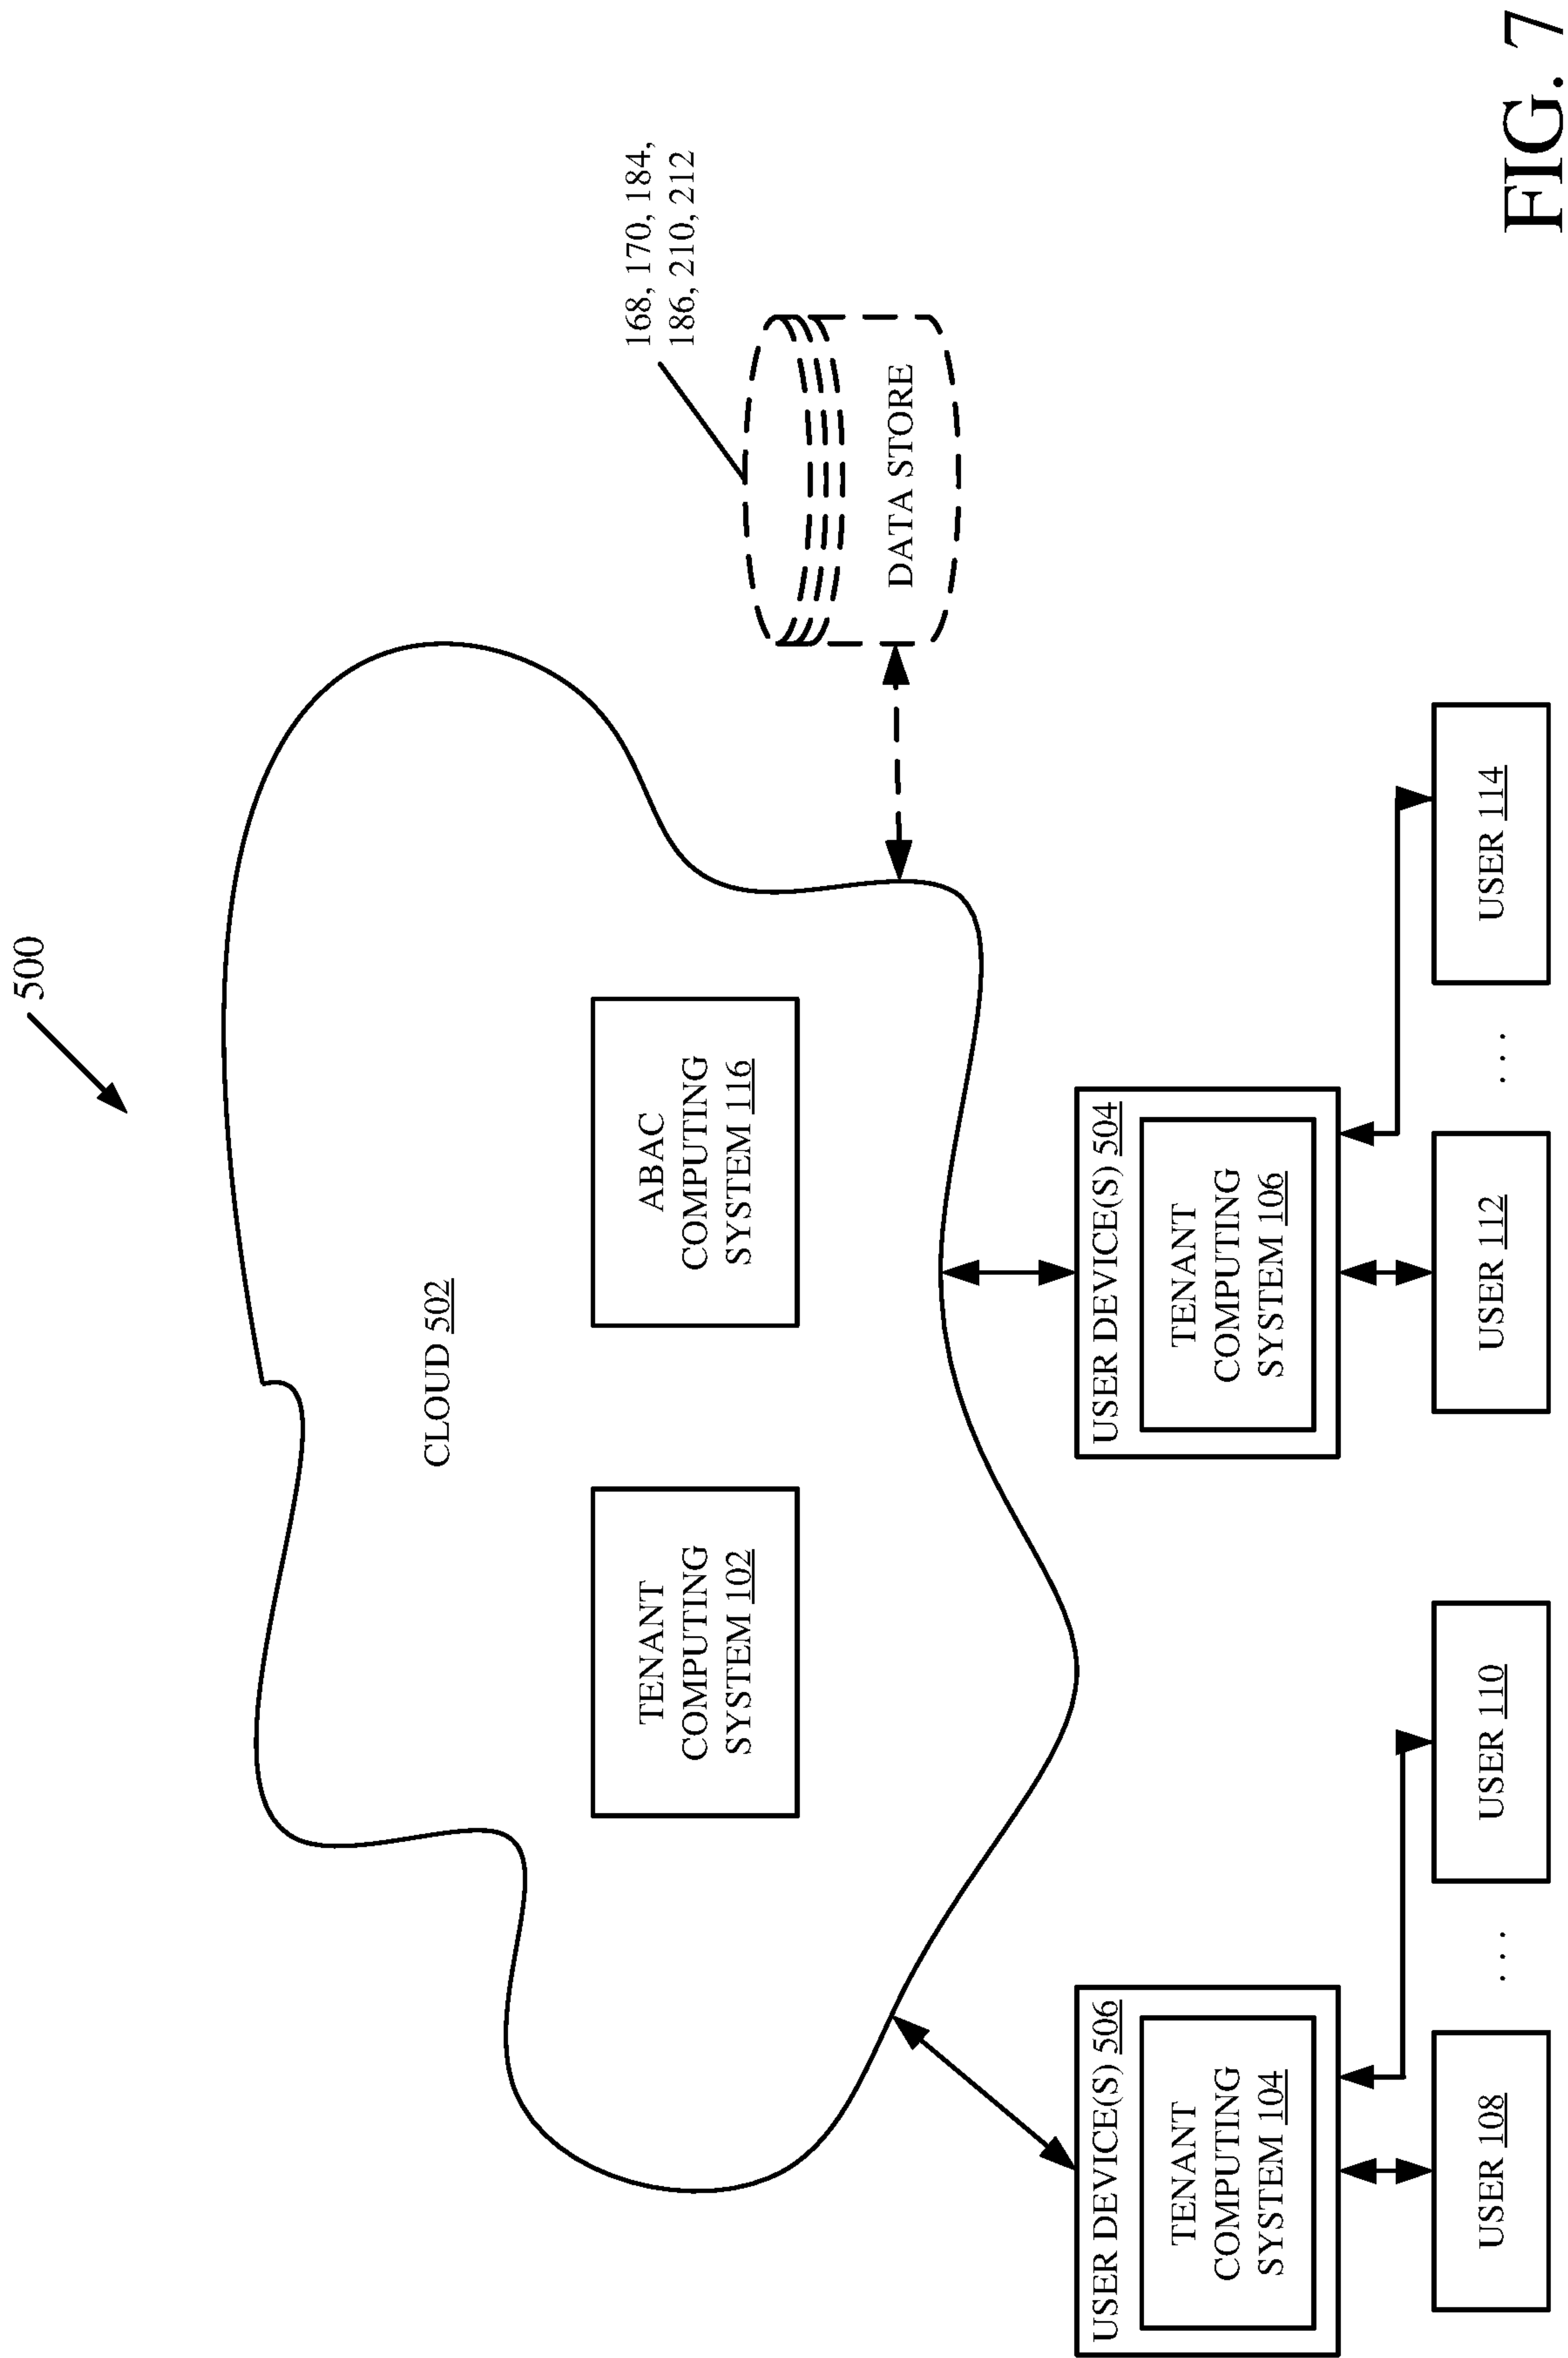 500
CLOUD 502
TENANT
COMPUTING
SYSTEM 102
ABAC
COMPUTING
SYSTEM 116
168, 170, 184,
186, 210, 212
DATA STORE
USER DEVICE(S) 506
TENANT
COMPUTING
SYSTEM 104
USER DEVICE(S) 504
TENANT
COMPUTING
SYSTEM 106
USER 108
...
USER 110
USER 112
...
USER 114
FIG. 7